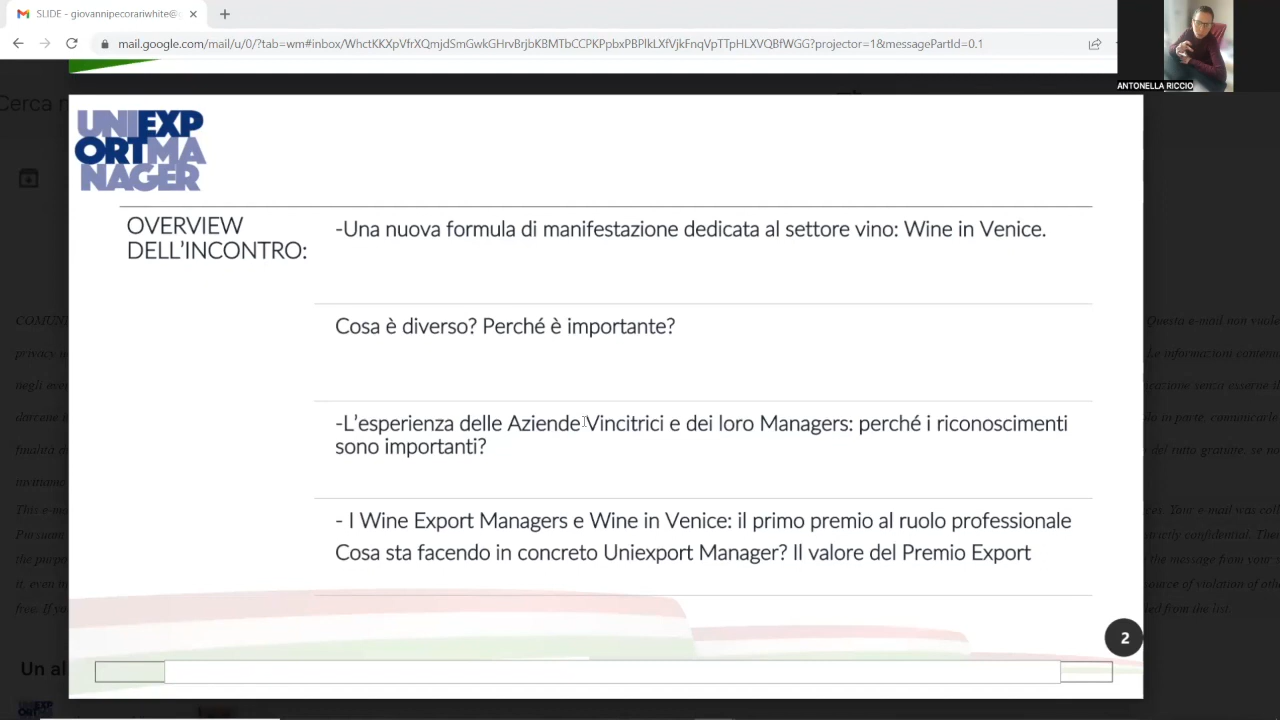 SLIDE - giovannipecorariwhite@
mail.google.com/mail/u/0/?tab=wm#inbox/WhctKKXpVfrXQmjdSmGwkGHrvBrjbKBMTbCCPKPpbxPBPlkLXfVjkFnqVpTTpHLXVQBfWGG?projector=1&messagePartId=0.1
ANTONELLA RICCIO
Cerca
UNIEXP
ORTMA
NAGER
OVERVIEW
DELL’INCONTRO:
-Una nuova formula di manifestazione dedicata al settore vino: Wine in Venice.
Cosa è diverso? Perché è importante?
-L’esperienza delle Aziende Vincitrici e dei loro Managers: perché i riconoscimenti
sono importanti?
- I Wine Export Managers e Wine in Venice: il primo premio al ruolo professionale
Cosa sta facendo in concreto Uniexport Manager? Il valore del Premio Export
2
Un al